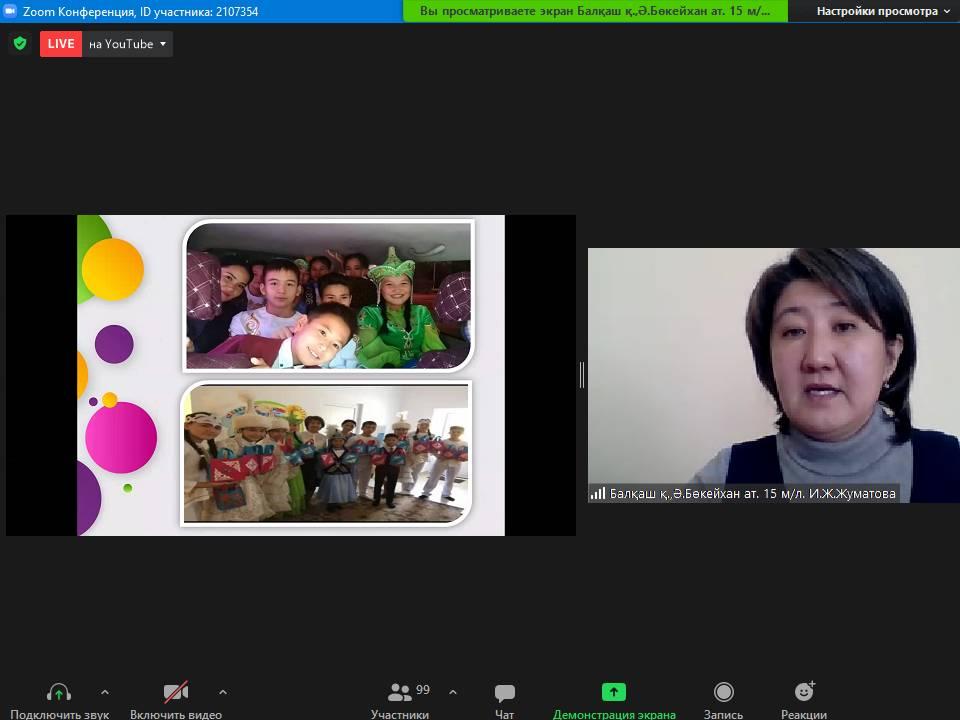 Zoom Конференция, ID участника: 2107354
Вы просматриваете экран Балқаш қ.,Ә.Бөкейхан ат. 15 м/...
Настройки просмотра
LIVE на YouTube
Балқаш қ.,Ә.Бөкейхан ат. 15 м/л. И.Ж.Жуматова
99
Подключить звук
Включить видео
Участники
Чат
Демонстрация экрана
Запись
Реакции